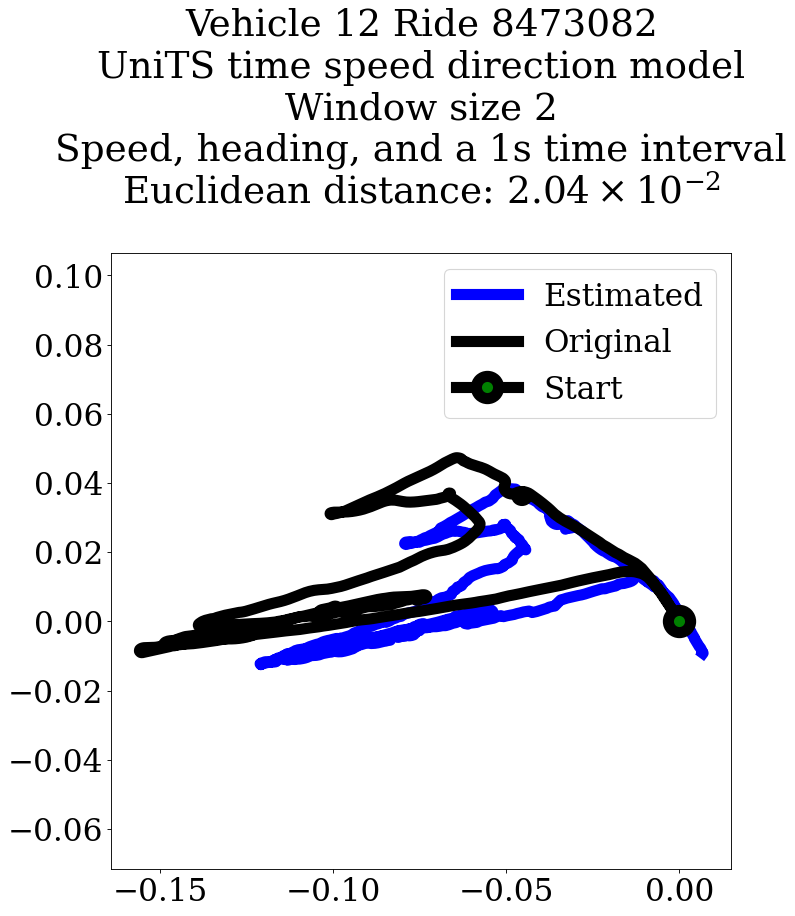 Vehicle 12 Ride 8473082
UniTS time speed direction model
Window size 2
Speed, heading, and a 1s time interval
Euclidean distance: 2.04 × 10⁻²
Estimated
Original
Start
0.10
0.08
0.06
0.04
0.02
0.00
−0.02
−0.04
−0.06
−0.15 −0.10 −0.05 0.00